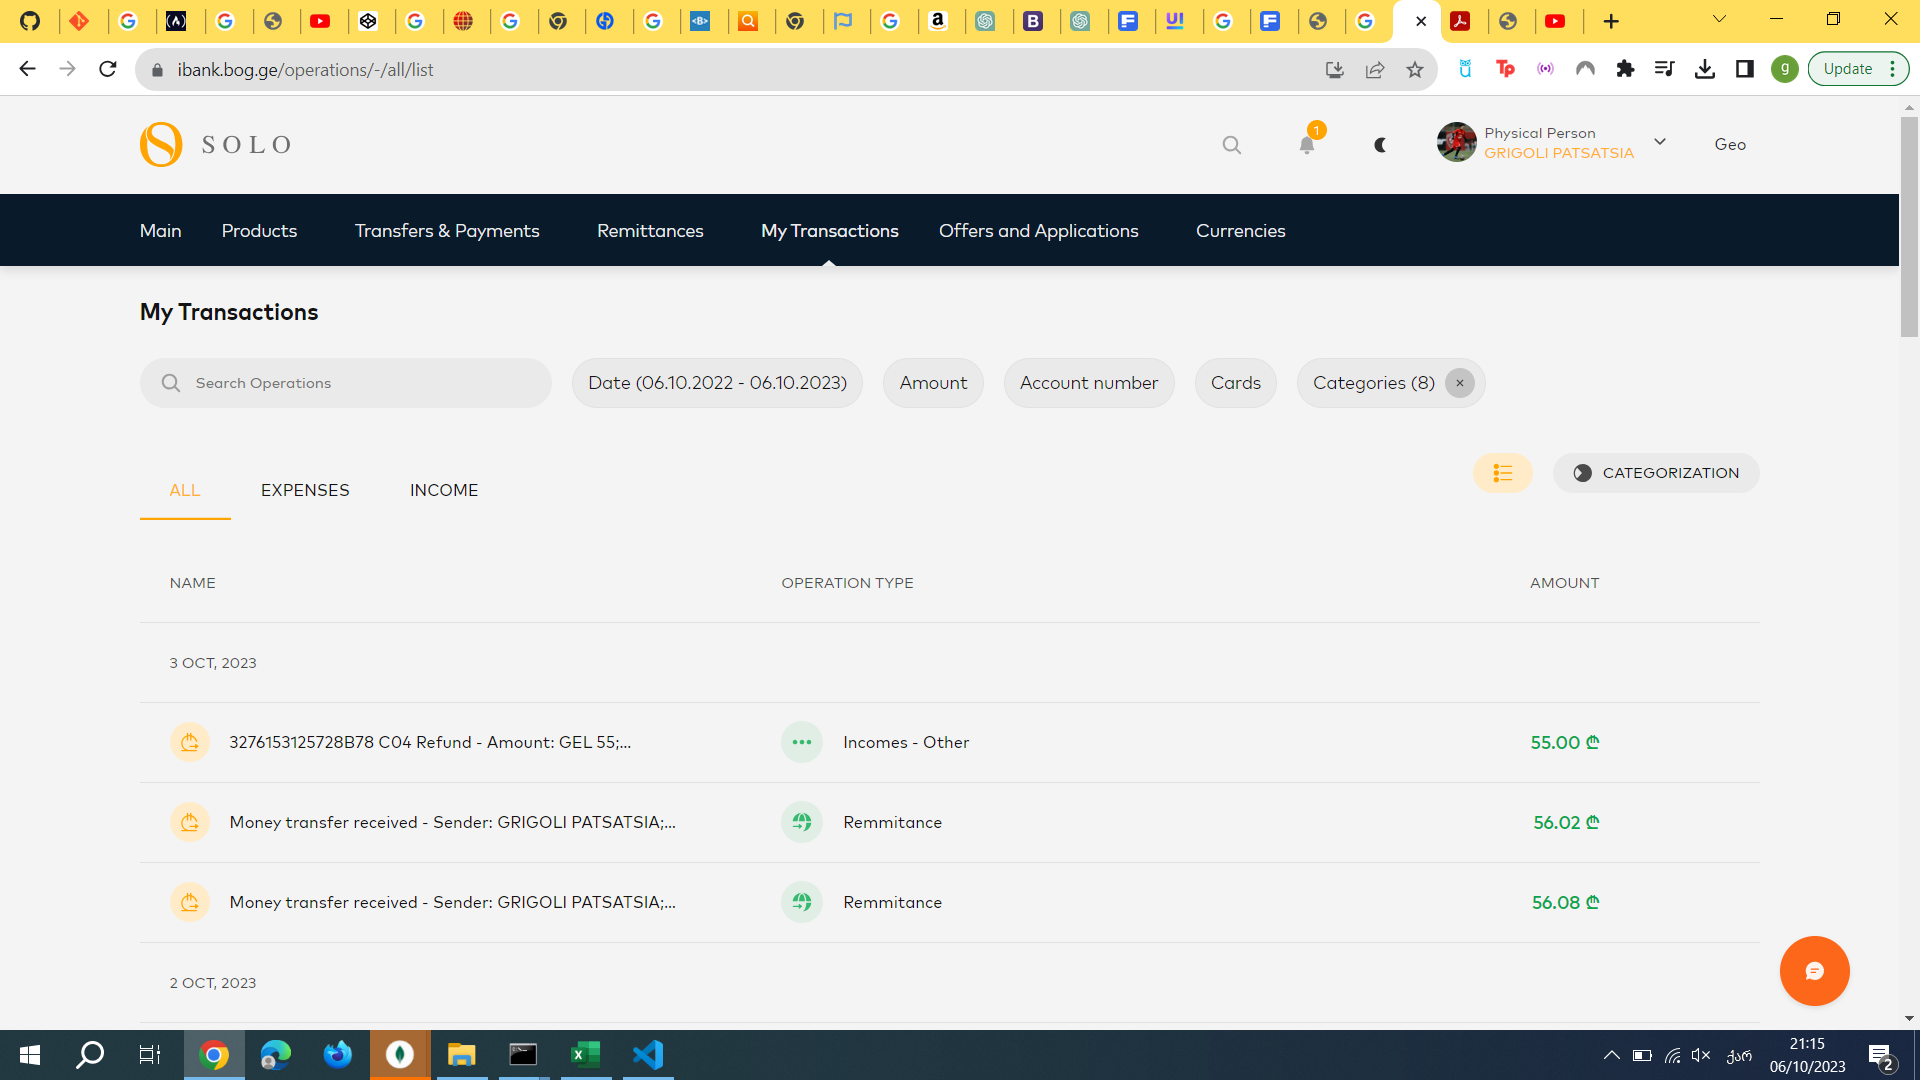 ibank.bog.ge/operations/-/all/list
Update
SOLO
1
Physical Person
GRIGOLI PATSATSIA
Geo
Main Products Transfers & Payments Remittances My Transactions Offers and Applications Currencies
My Transactions
Search Operations
Date (06.10.2022 - 06.10.2023)
Amount
Account number
Cards
Categories (8)
ALL EXPENSES INCOME
CATEGORIZATION
NAME OPERATION TYPE AMOUNT
3 OCT, 2023
3276153125728B78 C04 Refund - Amount: GEL 55;... Incomes - Other 55.00 ₾
Money transfer received - Sender: GRIGOLI PATSATSIA;... Remmitance 56.02 ₾
Money transfer received - Sender: GRIGOLI PATSATSIA;... Remmitance 56.08 ₾
2 OCT, 2023
ქარ
21:15
06/10/2023
2